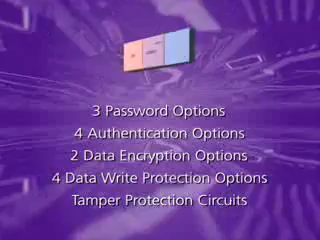 3 Password Options
4 Authentication Options
2 Data Encryption Options
4 Data Write Protection Options
Tamper Protection Circuits